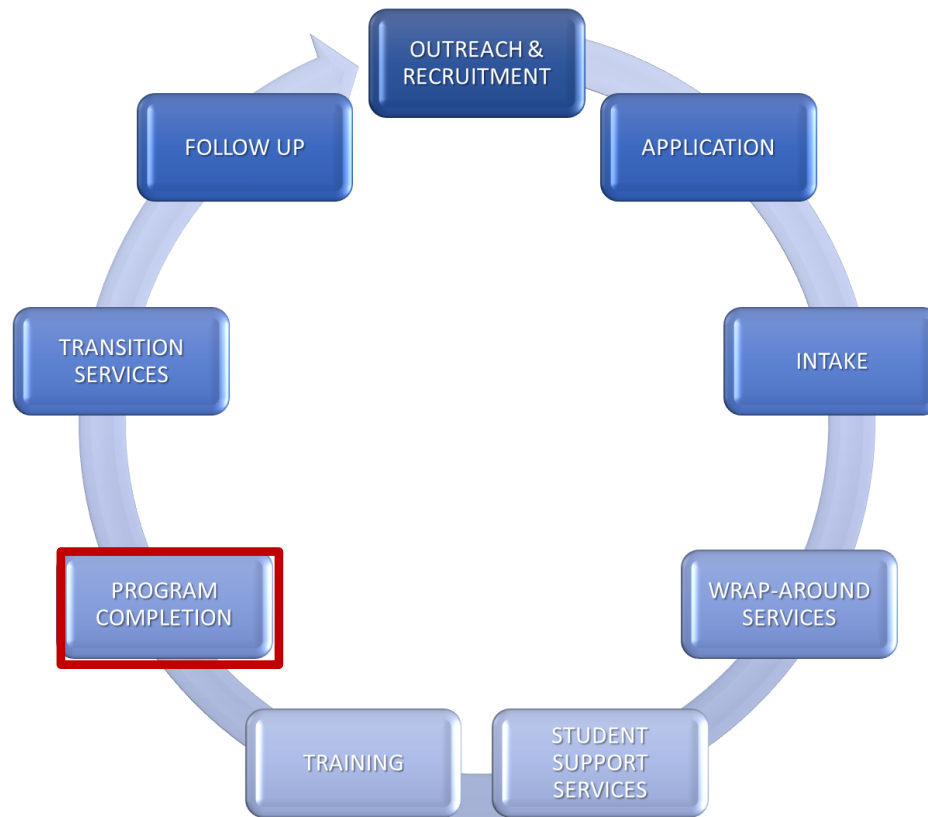 OUTREACH &
RECRUITMENT
APPLICATION
INTAKE
WRAP-AROUND
SERVICES
STUDENT
SUPPORT
SERVICES
TRAINING
PROGRAM
COMPLETION
TRANSITION
SERVICES
FOLLOW UP